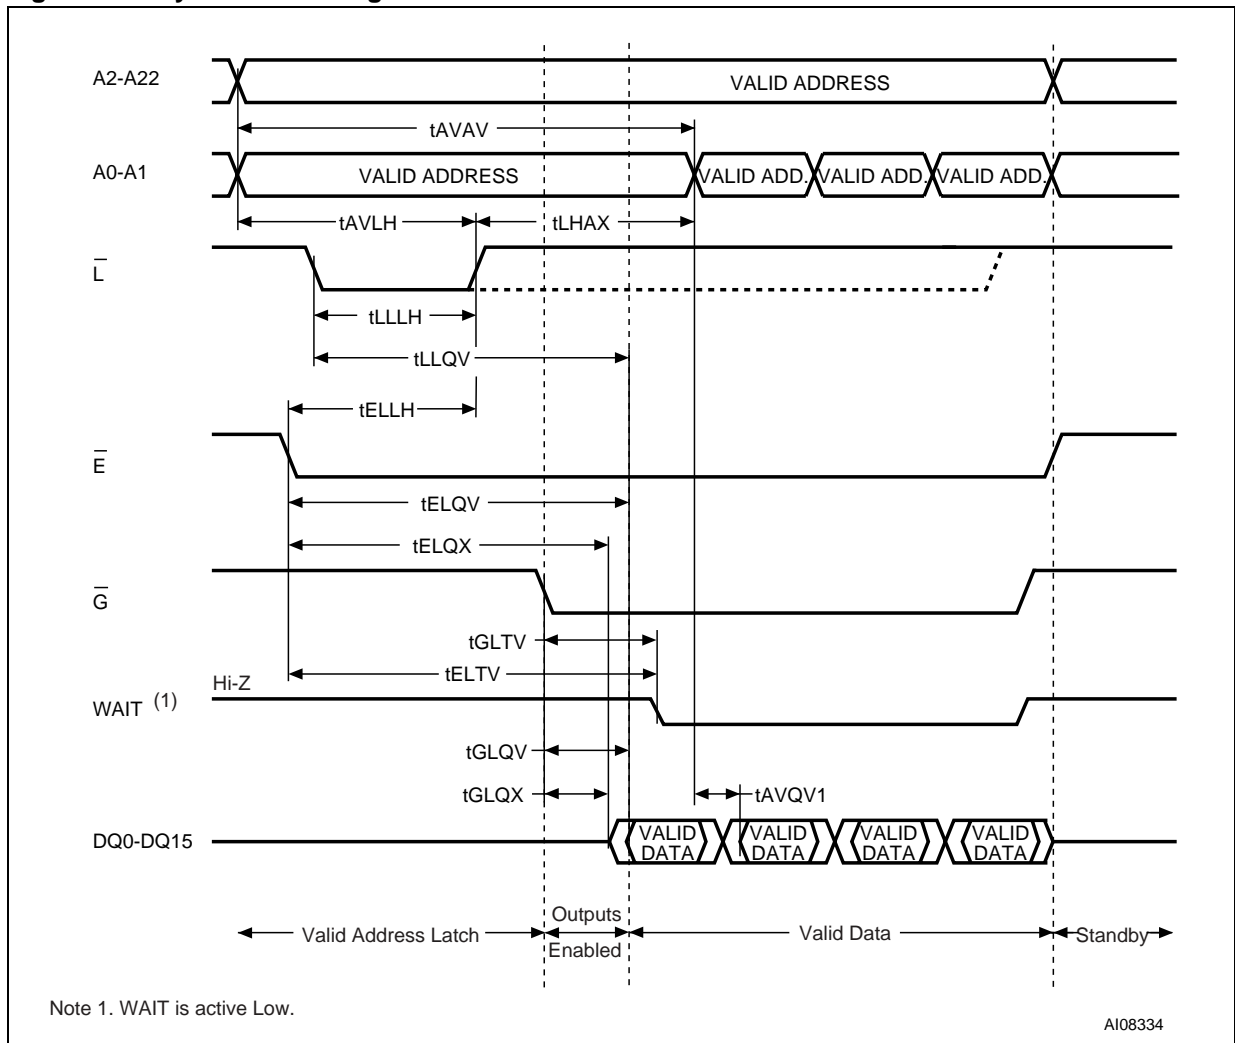 A2-A22
VALID ADDRESS
tAVAV
A0-A1
VALID ADDRESS
VALID ADD.
VALID ADD.
VALID ADD.
tAVLH
tLHAX
L
tLLLH
tLLQV
tELLH
E
tELQV
tELQX
G
tGLTV
tELTV
Hi-Z
WAIT (1)
tGLQV
tGLQX
tAVQV1
DQ0-DQ15
VALID
DATA
VALID
DATA
VALID
DATA
VALID
DATA
Valid Address Latch
Outputs
Enabled
Valid Data
Standby
Note 1. WAIT is active Low.
AI08334